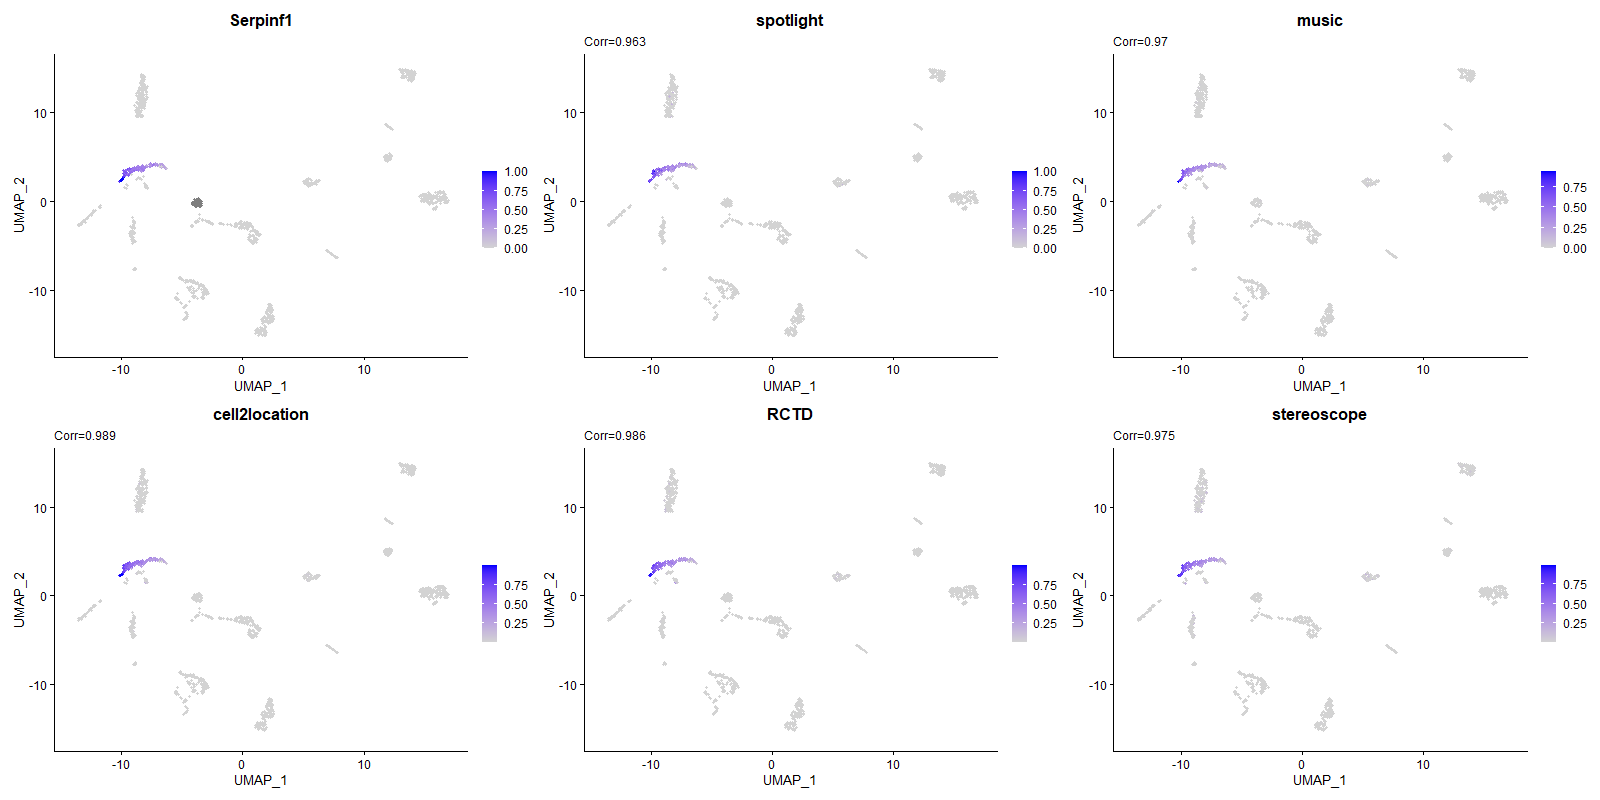 Serpinf1
10
0
-10
UMAP_2
-10
0
10
UMAP_1
1.00
0.75
0.50
0.25
0.00
spotlight
Corr=0.963
10
0
-10
UMAP_2
-10
0
10
UMAP_1
1.00
0.75
0.50
0.25
0.00
music
Corr=0.97
10
0
-10
UMAP_2
-10
0
10
UMAP_1
0.75
0.50
0.25
0.00
cell2location
Corr=0.989
10
0
-10
UMAP_2
-10
0
10
UMAP_1
0.75
0.50
0.25
RCTD
Corr=0.986
10
0
-10
UMAP_2
-10
0
10
UMAP_1
0.75
0.50
0.25
stereoscope
Corr=0.975
10
0
-10
UMAP_2
-10
0
10
UMAP_1
0.75
0.50
0.25